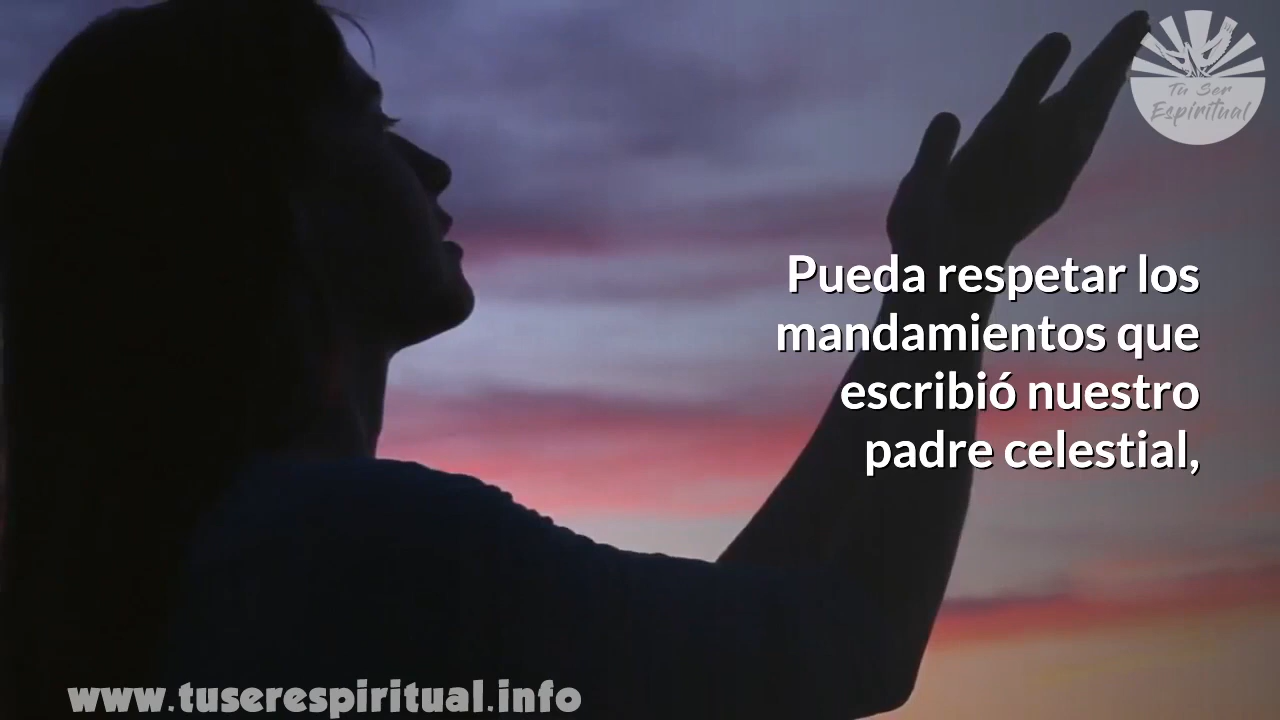 Tu Ser
Espiritual
Pueda respetar los
mandamientos que
escribió nuestro
padre celestial,
www.tuserespiritual.info